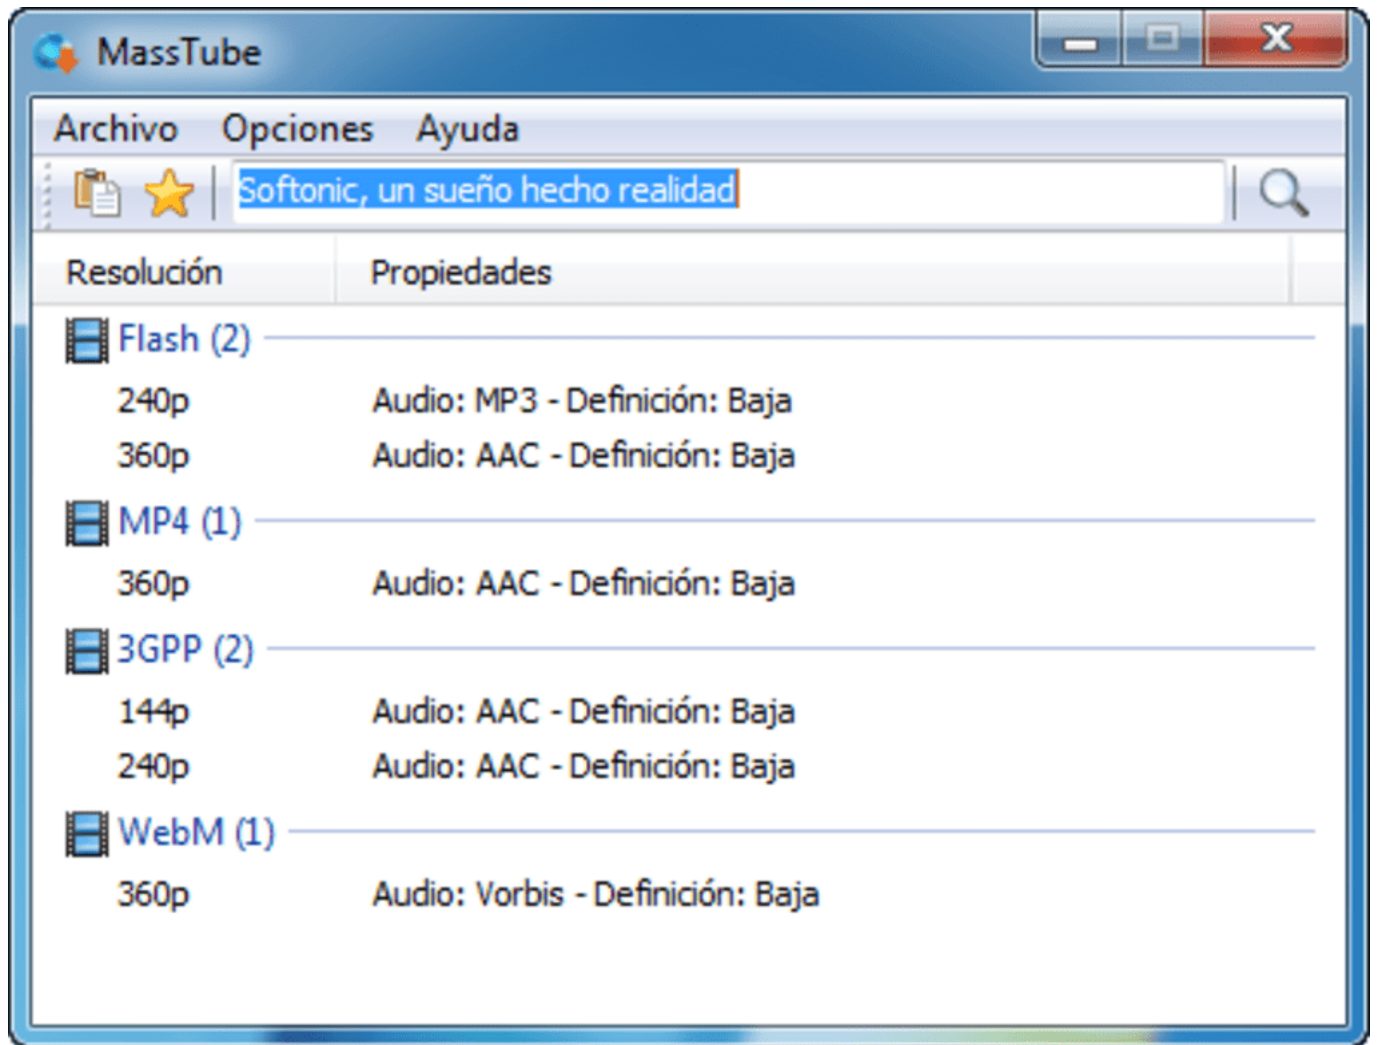 MassTube
Archivo Opciones Ayuda
Softonic, un sueño hecho realidad
Resolución Propiedades
Flash (2)
240p Audio: MP3 - Definición: Baja
360p Audio: AAC - Definición: Baja
MP4 (1)
360p Audio: AAC - Definición: Baja
3GPP (2)
144p Audio: AAC - Definición: Baja
240p Audio: AAC - Definición: Baja
WebM (1)
360p Audio: Vorbis - Definición: Baja